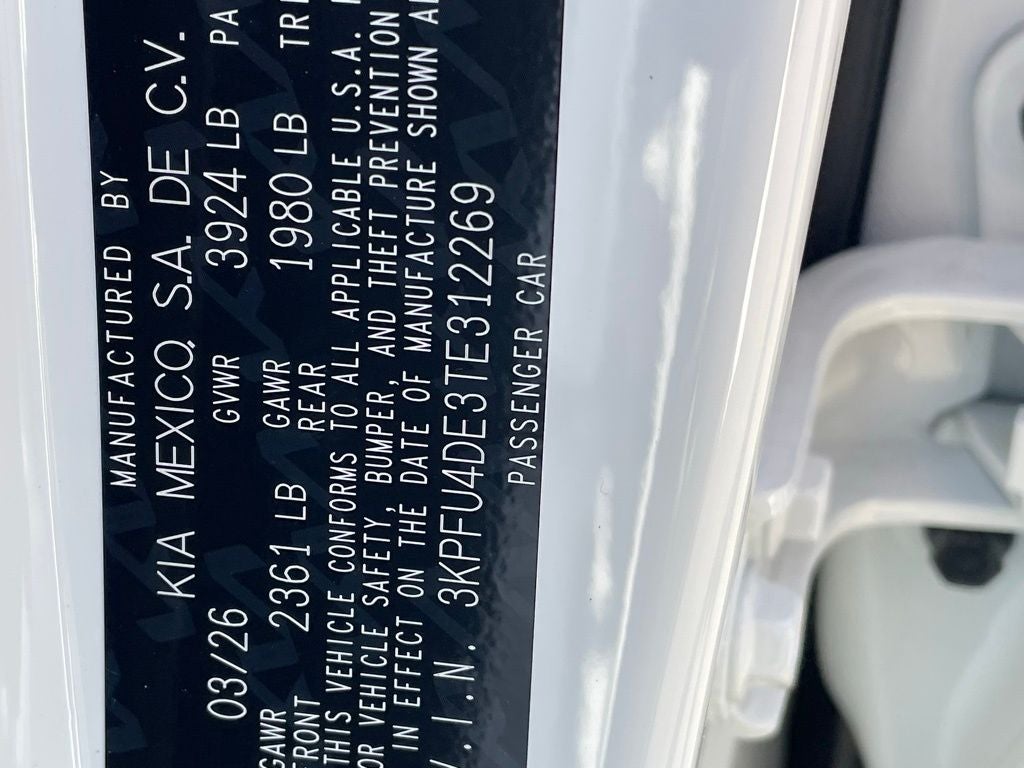 MANUFACTURED BY
KIA MEXICO, S.A. DE C.V.
03/26 GVWR 3924 LB PA
GAWR GAWR
FRONT 2361 LB REAR 1980 LB TRI
THIS VEHICLE CONFORMS TO ALL APPLICABLE U.S.A.
OR VEHICLE SAFETY, BUMPER, AND THEFT PREVENTION
IN EFFECT ON THE DATE OF MANUFACTURE SHOWN A
V.I.N. 3KPFU4DE3TE312269
PASSENGER CAR